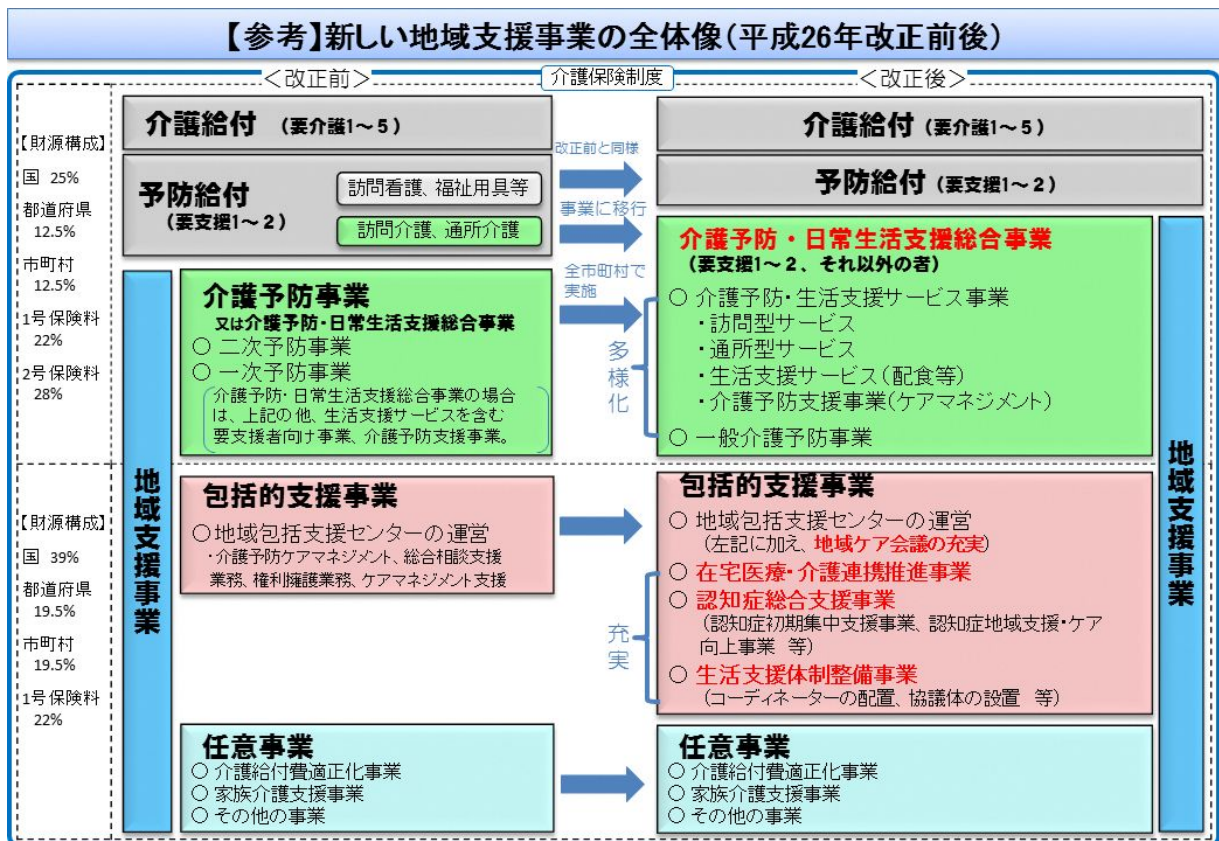 【参考】新しい地域支援事業の全体像(平成26年改正前後)
<改正前>
介護保険制度
<改正後>
【財源構成】
国 25%
都道府県
12.5%
市町村
12.5%
1号保険料
22%
2号保険料
28%
介護給付 (要介護1~5)
予防給付
(要支援1~2)
訪問看護、福祉用具等
訪問介護、通所介護
介護予防事業
又は介護予防・日常生活支援総合事業
○ 二次予防事業
○ 一次予防事業
介護予防・日常生活支援総合事業の場合
は、上記の他、生活支援サービスを含む
要支援者向け事業、介護予防支援事業。
改正前と同様
事業に移行
全市町村で
実施
多様化
介護給付 (要介護1~5)
予防給付 (要支援1~2)
介護予防・日常生活支援総合事業
(要支援1~2、それ以外の者)
○ 介護予防・生活支援サービス事業
・訪問型サービス
・通所型サービス
・生活支援サービス(配食等)
・介護予防支援事業(ケアマネジメント)
○ 一般介護予防事業
【財源構成】
国 39%
都道府県
19.5%
市町村
19.5%
1号保険料
22%
地域支援事業
包括的支援事業
○地域包括支援センターの運営
・介護予防ケアマネジメント、総合相談支援
業務、権利擁護業務、ケアマネジメント支援
充実
包括的支援事業
○ 地域包括支援センターの運営
(左記に加え、地域ケア会議の充実)
○ 在宅医療・介護連携推進事業
○ 認知症総合支援事業
(認知症初期集中支援事業、認知症地域支援・ケア
向上事業 等)
○ 生活支援体制整備事業
(コーディネーターの配置、協議体の設置 等)
地域支援事業
任意事業
○ 介護給付費適正化事業
○ 家族介護支援事業
○ その他の事業
任意事業
○ 介護給付費適正化事業
○ 家族介護支援事業
○ その他の事業